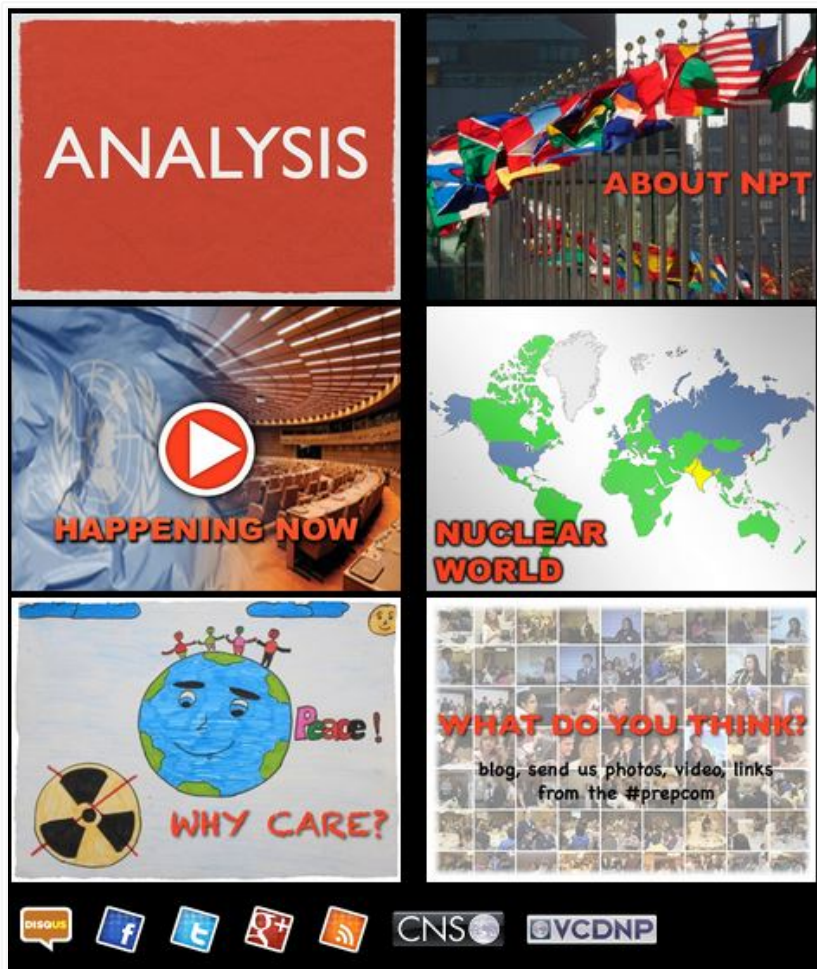 ANALYSIS
ABOUT NPT
HAPPENING NOW
NUCLEAR
WORLD
Peace!
WHY CARE?
WHAT DO YOU THINK?
blog, send us photos, video, links
from the #prepcom
DISQUS
f
t
g+
CNS
VCDNP